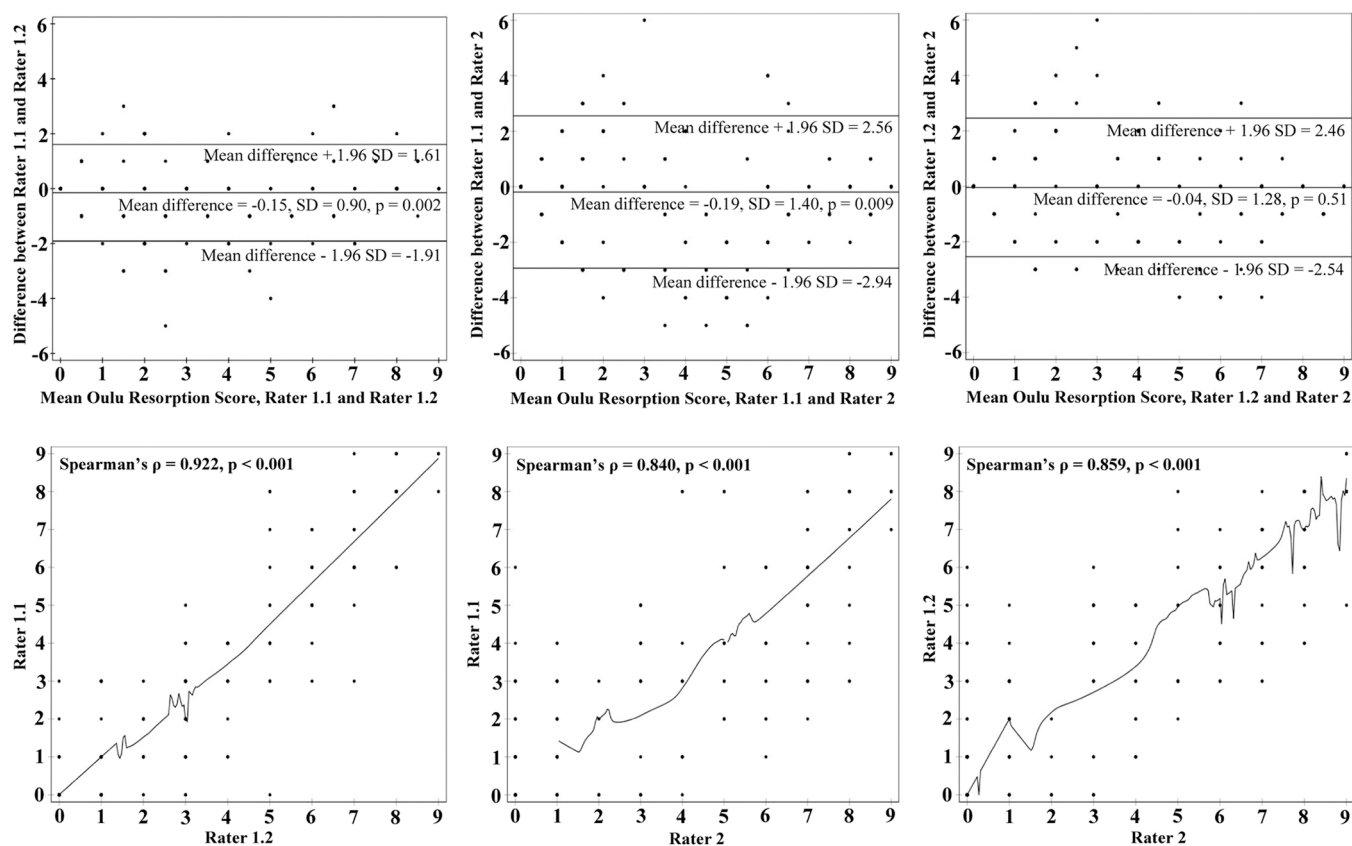 Difference between Rater 1.1 and Rater 1.2
6
4
2
0
-2
-4
-6
Mean difference + 1.96 SD = 1.61
Mean difference = -0.15, SD = 0.90, p = 0.002
Mean difference - 1.96 SD = -1.91
0 1 2 3 4 5 6 7 8 9
Mean Oulu Resorption Score, Rater 1.1 and Rater 1.2
Difference between Rater 1.1 and Rater 2
6
4
2
0
-2
-4
-6
Mean difference + 1.96 SD = 2.56
Mean difference = -0.19, SD = 1.40, p = 0.009
Mean difference - 1.96 SD = -2.94
0 1 2 3 4 5 6 7 8 9
Mean Oulu Resorption Score, Rater 1.1 and Rater 2
Difference between Rater 1.2 and Rater 2
6
4
2
0
-2
-4
-6
Mean difference + 1.96 SD = 2.46
Mean difference = -0.04, SD = 1.28, p = 0.51
Mean difference - 1.96 SD = -2.54
0 1 2 3 4 5 6 7 8 9
Mean Oulu Resorption Score, Rater 1.2 and Rater 2
Spearman's ρ = 0.922, p < 0.001
Rater 1.1
9
8
7
6
5
4
3
2
1
0
0 1 2 3 4 5 6 7 8 9
Rater 1.2
Spearman's ρ = 0.840, p < 0.001
Rater 1.1
9
8
7
6
5
4
3
2
1
0
0 1 2 3 4 5 6 7 8 9
Rater 2
Spearman's ρ = 0.859, p < 0.001
Rater 1.2
9
8
7
6
5
4
3
2
1
0
0 1 2 3 4 5 6 7 8 9
Rater 2